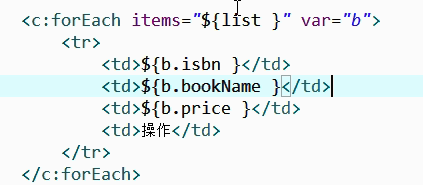 <c:forEach items="${list }" var="b">
<tr>
<td>${b.isbn }</td>
<td>${b.bookName }</td>
<td>${b.price }</td>
<td>操作</td>
</tr>
</c:forEach>